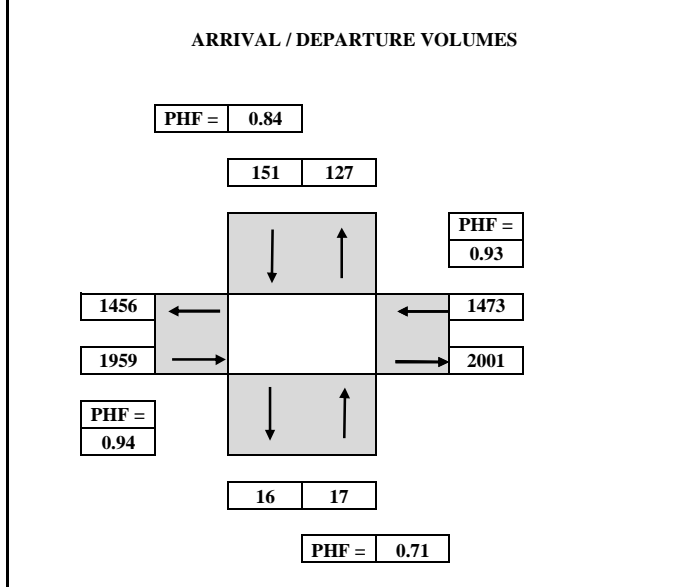 ARRIVAL / DEPARTURE VOLUMES
PHF = 0.84
151 127
PHF =
0.93
1456 1473
1959 2001
PHF =
0.94
16 17
PHF = 0.71